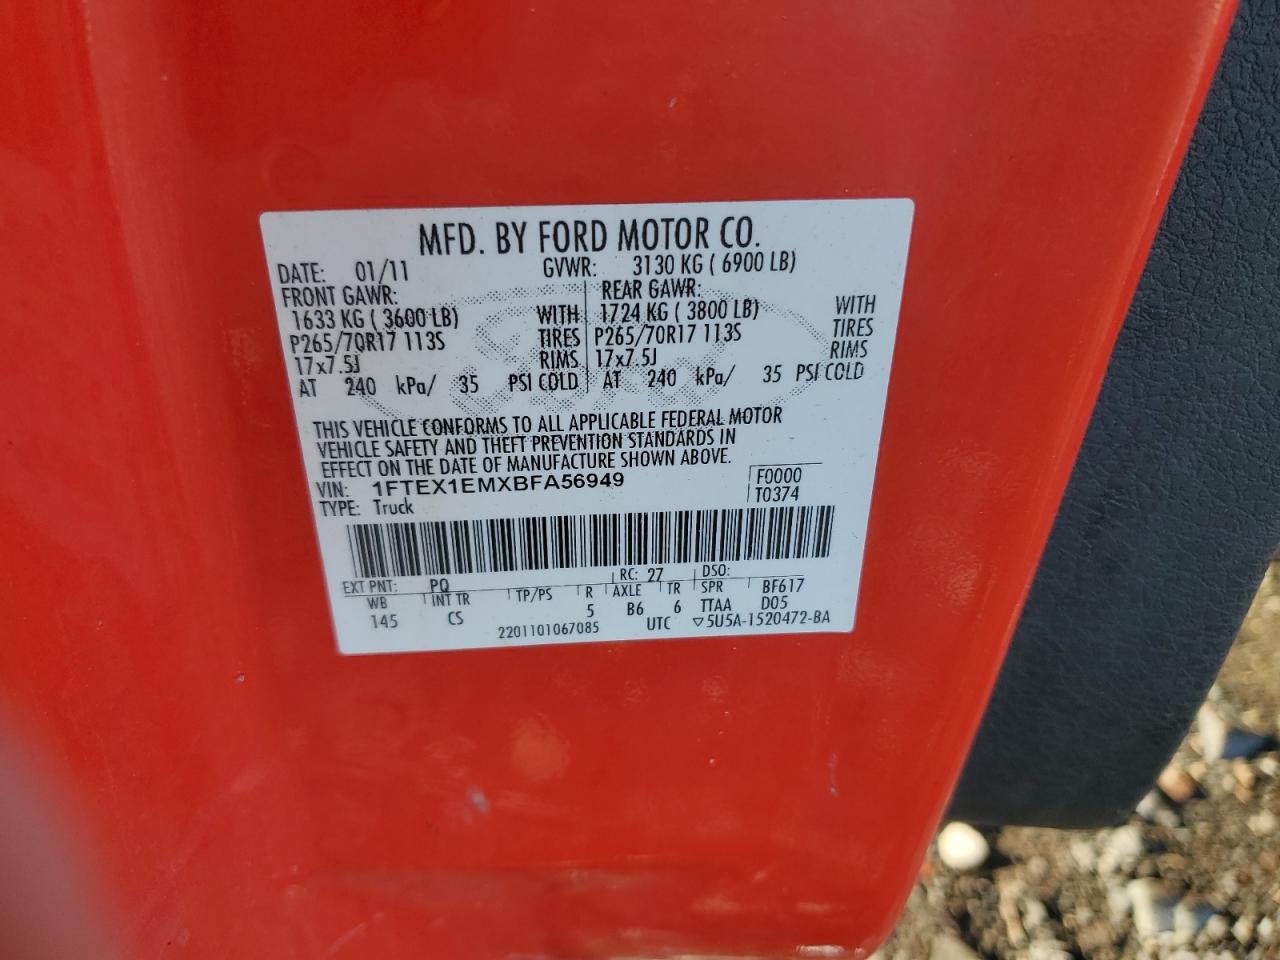 MFD. BY FORD MOTOR CO.
DATE: 01/11 GVWR: 3130 KG ( 6900 LB)
FRONT GAWR: REAR GAWR:
1633 KG ( 3600 LB) WITH 1724 KG ( 3800 LB) WITH
P265/70R17 113S TIRES P265/70R17 113S TIRES
17x7.5J RIMS 17x7.5J RIMS
AT 240 kPa/ 35 PSI COLD AT 240 kPa/ 35 PSI COLD
THIS VEHICLE CONFORMS TO ALL APPLICABLE FEDERAL MOTOR
VEHICLE SAFETY AND THEFT PREVENTION STANDARDS IN
EFFECT ON THE DATE OF MANUFACTURE SHOWN ABOVE.
VIN: 1FTEX1EMXBFA56949 F0000
TYPE: Truck T0374
EXT PNT: PQ RC: 27 DSO:
WB INT TR TP/PS R AXLE TR SPR BF617
145 CS 5 B6 6 TTAA D05
2201101067085 UTC ▽5U5A-1520472-BA